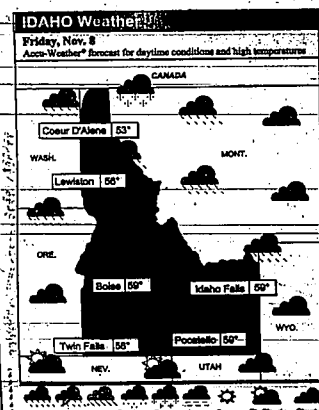 IDAHO Weather
Friday, Nov. 8
Accu-Weather® forecast for daytime conditions and high temperatures
CANADA
Coeur D'Alene 53°
WASH.
MONT.
Lewiston 56°
ORE.
Boise 59°
Idaho Falls 59°
WYO.
Twin Falls 58°
Pocatello 59°
NEV.
UTAH